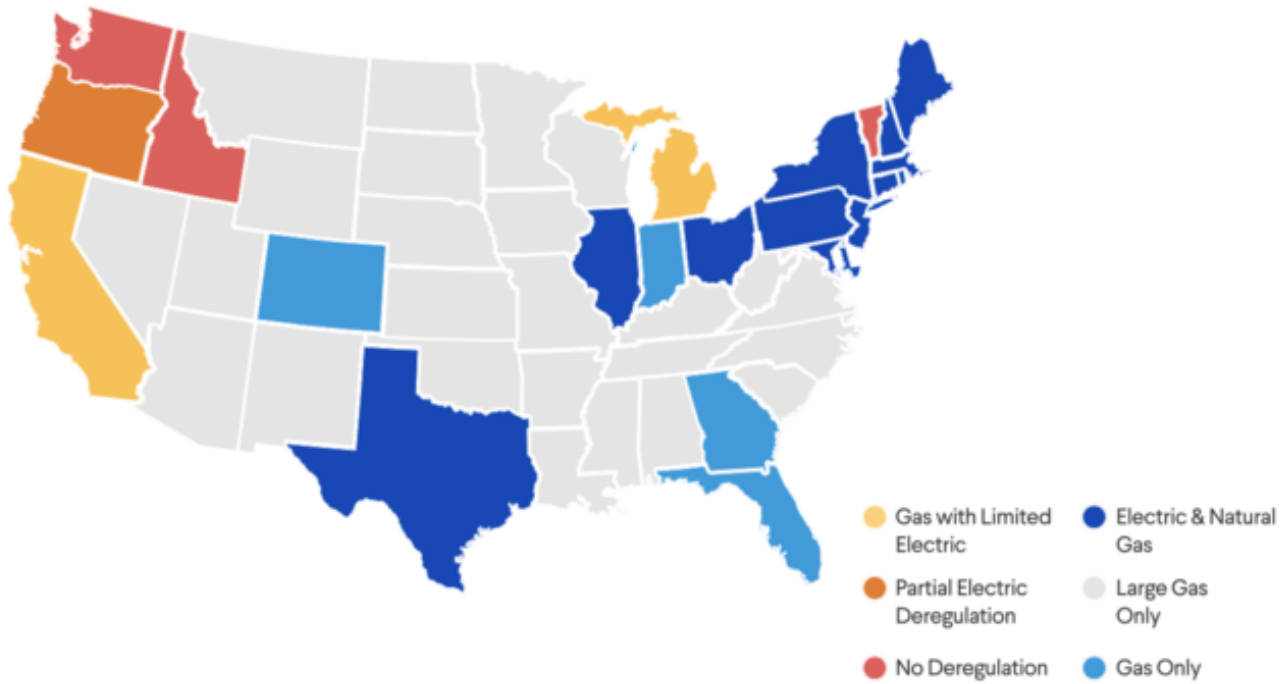 Gas with Limited
Electric
Electric & Natural
Gas
Partial Electric
Deregulation
Large Gas
Only
No Deregulation
Gas Only